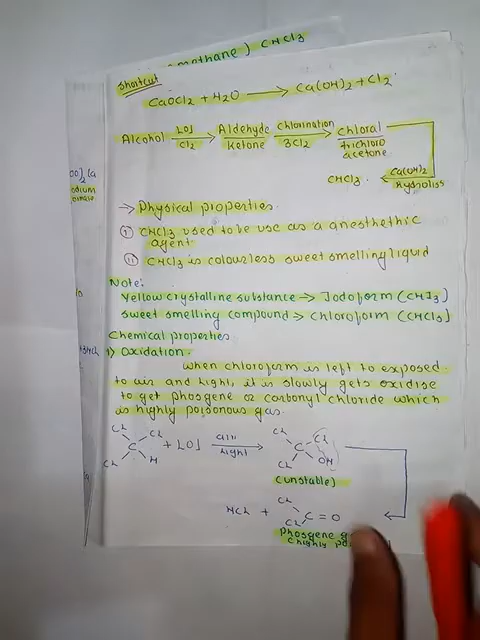 methane) CHCl3
Shortcut
CaOCl2 + H2O → Ca(OH)2 + Cl2
Alcohol [O] Cl2 → Aldehyde Ketone Chlorination 3Cl2 → Chloral trichloro acetone
CHCl3 ← Ca(OH)2 Hydrolysis
→ Physical properties
(i) CHCl3 used to be use as a anesthethic
agent.
(ii) CHCl3 is colourless sweet smelling liquid
Note:
Yellow crystalline substance → Iodoform (CHI3)
sweet smelling compound → chloroform (CHCl3)
Chemical properties
1) Oxidation.
When chloroform is left to exposed
to air and light, it is slowly gets oxidise
to get phosgene or carbonyl chloride which
is highly poisonous gas.
Cl Cl C Cl H + [O] air light → Cl Cl C Cl OH
(unstable)
HCl + Cl Cl C = O
phosgene
(highly